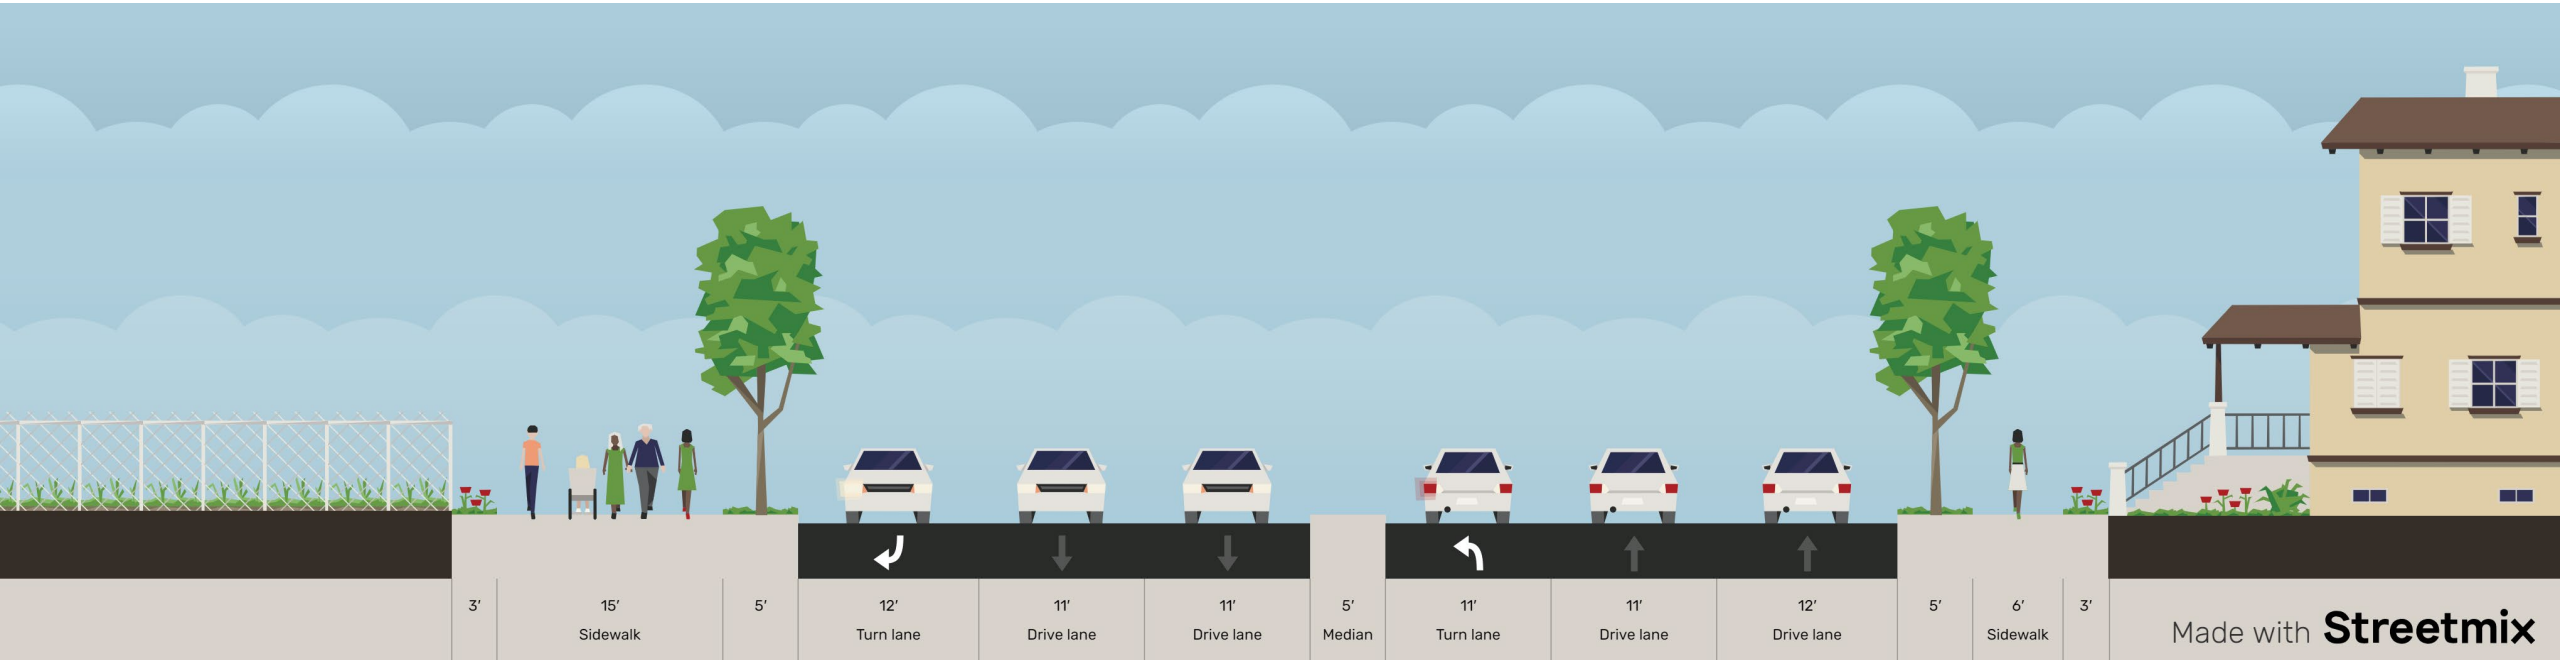 3′ 15′ 5′ 12′ 11′ 11′ 5′ 11′ 11′ 12′ 5′ 6′ 3′
Sidewalk Turn lane Drive lane Drive lane Median Turn lane Drive lane Drive lane Sidewalk
Made with Streetmix